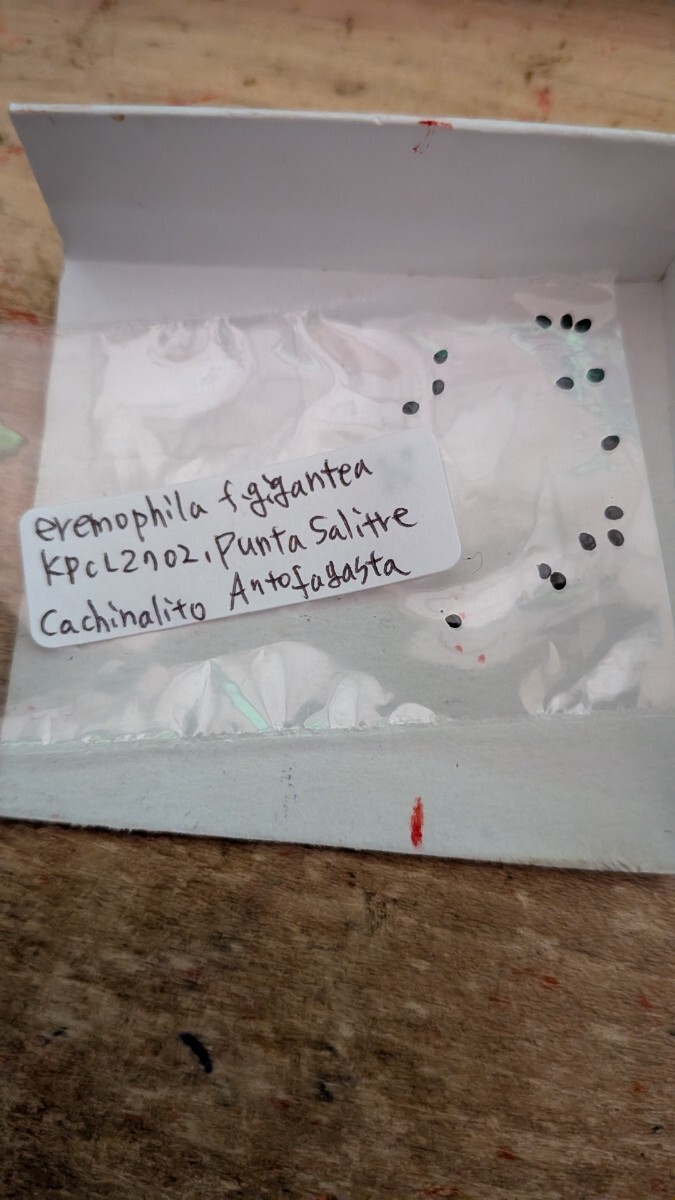 eremophila f.gigantea
KPCL2702, Punta Salitre
Cachinalito Antofagasta